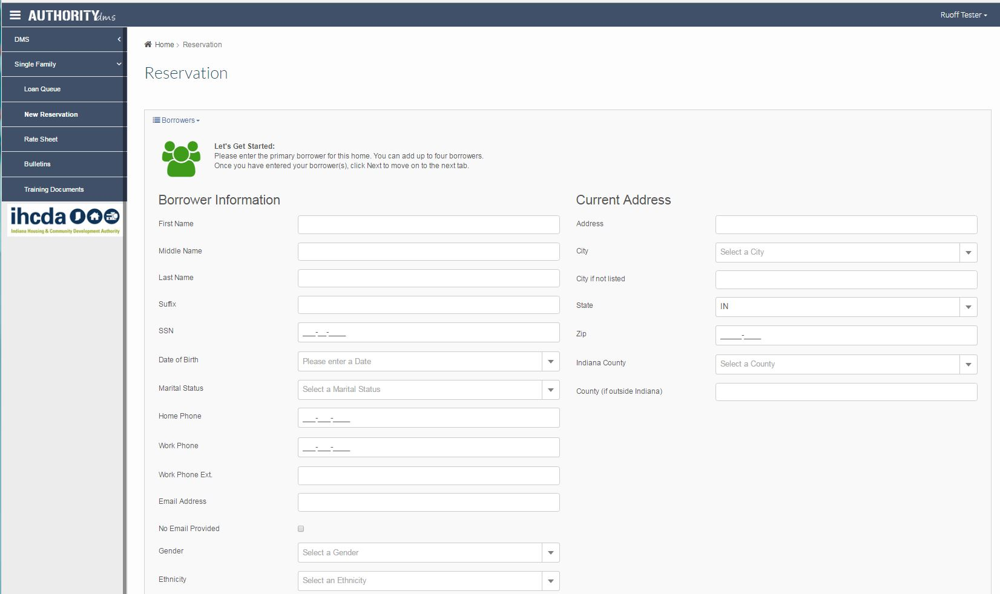 AUTHORITYdms
Ruoff Tester
DMS
Single Family
Loan Queue
New Reservation
Rate Sheet
Bulletins
Training Documents
ihcda
Indiana Housing & Community Development Authority
Home > Reservation
Reservation
Borrowers
Let's Get Started:
Please enter the primary borrower for this home. You can add up to four borrowers.
Once you have entered your borrower(s), click Next to move on to the next tab.
Borrower Information
First Name
Middle Name
Last Name
Suffix
SSN ___-__-____
Date of Birth Please enter a Date
Marital Status Select a Marital Status
Home Phone ___-___-____
Work Phone ___-___-____
Work Phone Ext.
Email Address
No Email Provided
Gender Select a Gender
Ethnicity Select an Ethnicity
Current Address
Address
City Select a City
City if not listed
State IN
Zip _____-____
Indiana County Select a County
County (if outside Indiana)